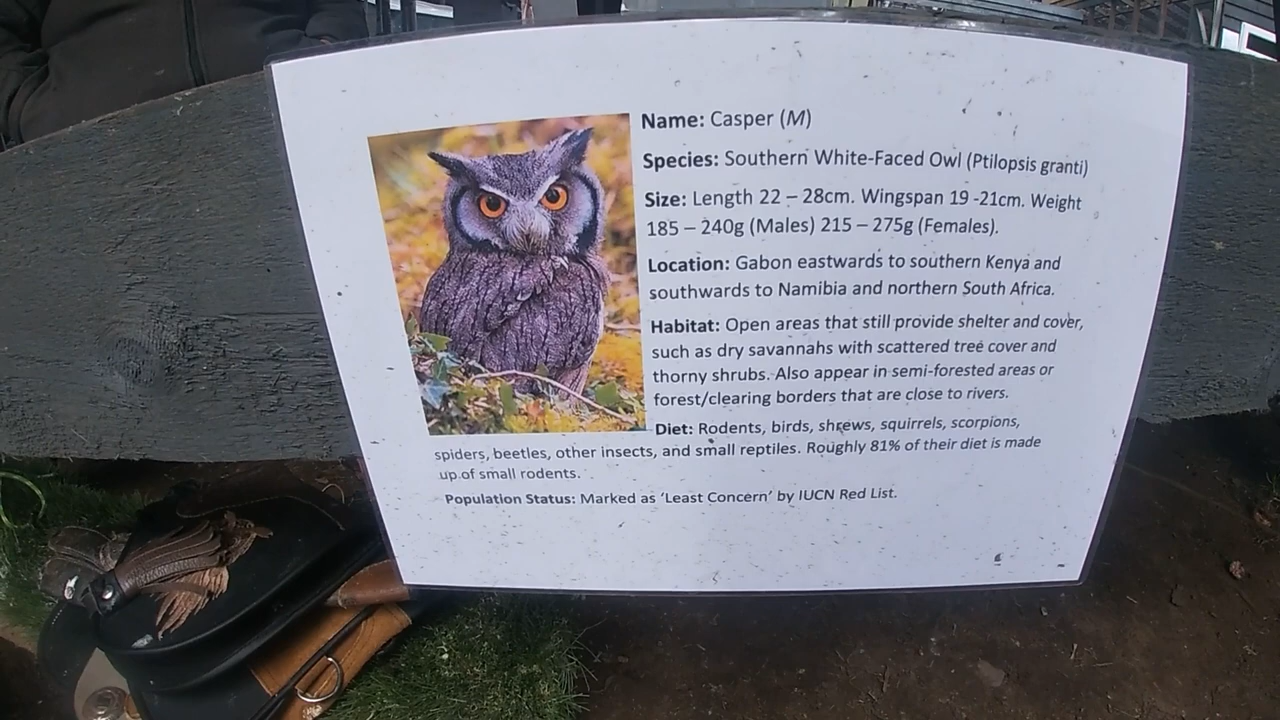 Name: Casper (M)
Species: Southern White-Faced Owl (Ptilopsis granti)
Size: Length 22 – 28cm. Wingspan 19 -21cm. Weight
185 – 240g (Males) 215 – 275g (Females).
Location: Gabon eastwards to southern Kenya and
southwards to Namibia and northern South Africa.
Habitat: Open areas that still provide shelter and cover,
such as dry savannahs with scattered tree cover and
thorny shrubs. Also appear in semi-forested areas or
forest/clearing borders that are close to rivers.
Diet: Rodents, birds, shrews, squirrels, scorpions,
spiders, beetles, other insects, and small reptiles. Roughly 81% of their diet is made
up of small rodents.
Population Status: Marked as ‘Least Concern’ by IUCN Red List.